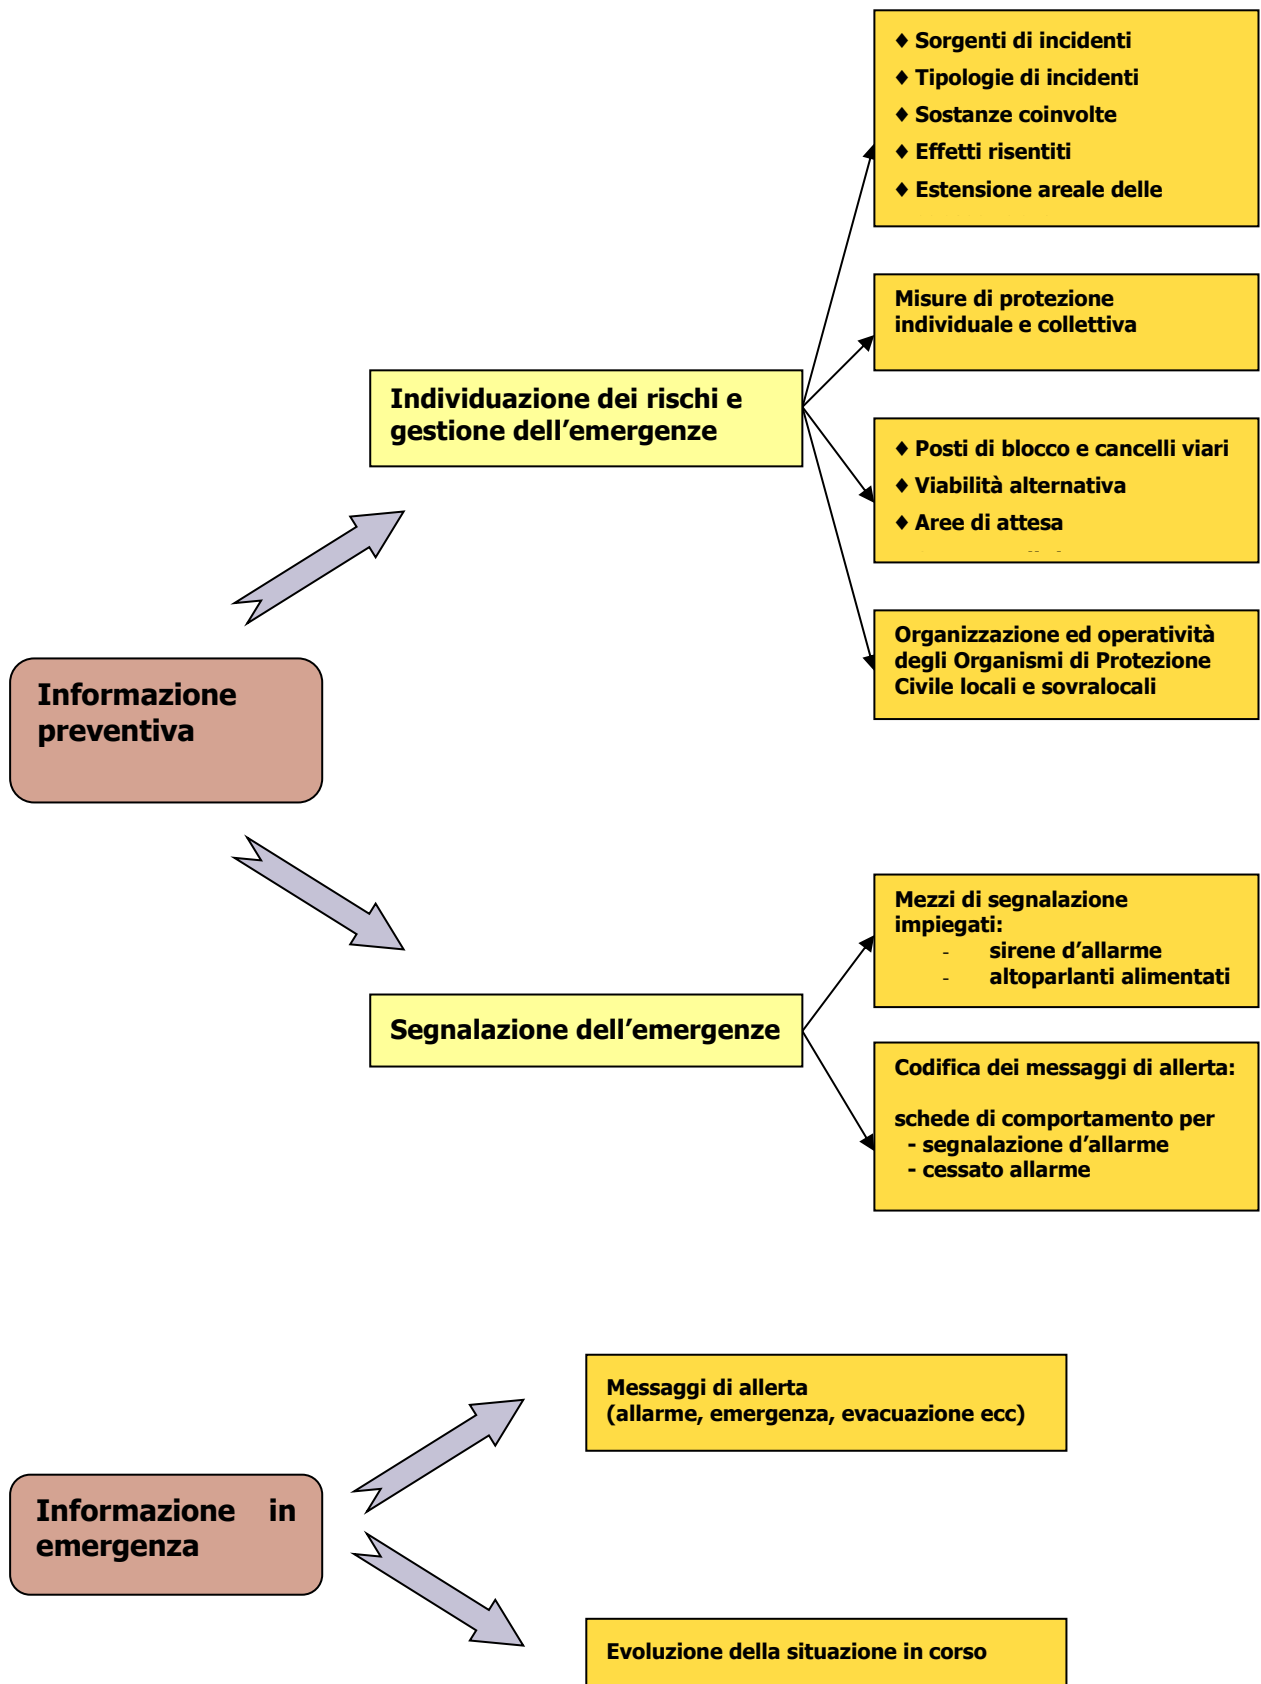 ♦ Sorgenti di incidenti
♦ Tipologie di incidenti
♦ Sostanze coinvolte
♦ Effetti risentiti
♦ Estensione areale delle
Misure di protezione
individuale e collettiva
Individuazione dei rischi e
gestione dell’emergenze
♦ Posti di blocco e cancelli viari
♦ Viabilità alternativa
♦ Aree di attesa
Organizzazione ed operatività
degli Organismi di Protezione
Civile locali e sovralocali
Informazione
preventiva
Mezzi di segnalazione
impiegati:
- sirene d’allarme
- altoparlanti alimentati
Segnalazione dell’emergenze
Codifica dei messaggi di allerta:
schede di comportamento per
- segnalazione d’allarme
- cessato allarme
Messaggi di allerta
(allarme, emergenza, evacuazione ecc)
Informazione in
emergenza
Evoluzione della situazione in corso